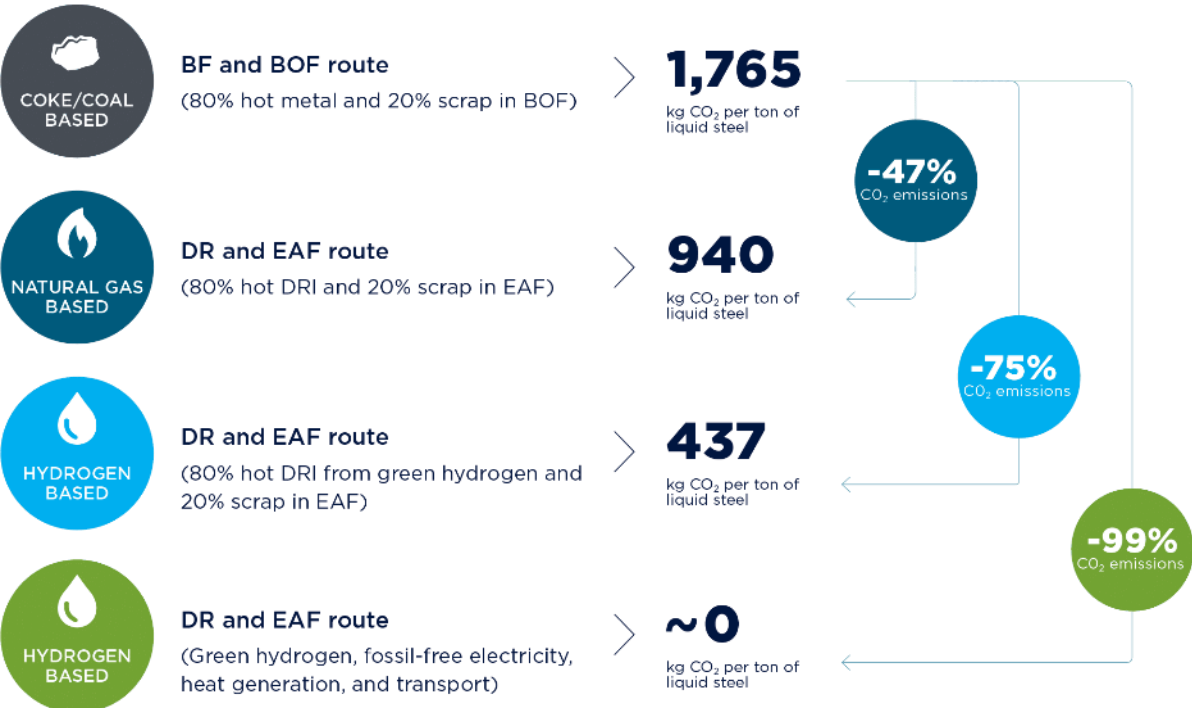 COKE/COAL
BASED
BF and BOF route
(80% hot metal and 20% scrap in BOF)
1,765
kg CO₂ per ton of
liquid steel
-47%
CO₂ emissions
NATURAL GAS
BASED
DR and EAF route
(80% hot DRI and 20% scrap in EAF)
940
kg CO₂ per ton of
liquid steel
-75%
CO₂ emissions
HYDROGEN
BASED
DR and EAF route
(80% hot DRI from green hydrogen and
20% scrap in EAF)
437
kg CO₂ per ton of
liquid steel
-99%
CO₂ emissions
HYDROGEN
BASED
DR and EAF route
(Green hydrogen, fossil-free electricity,
heat generation, and transport)
~0
kg CO₂ per ton of
liquid steel